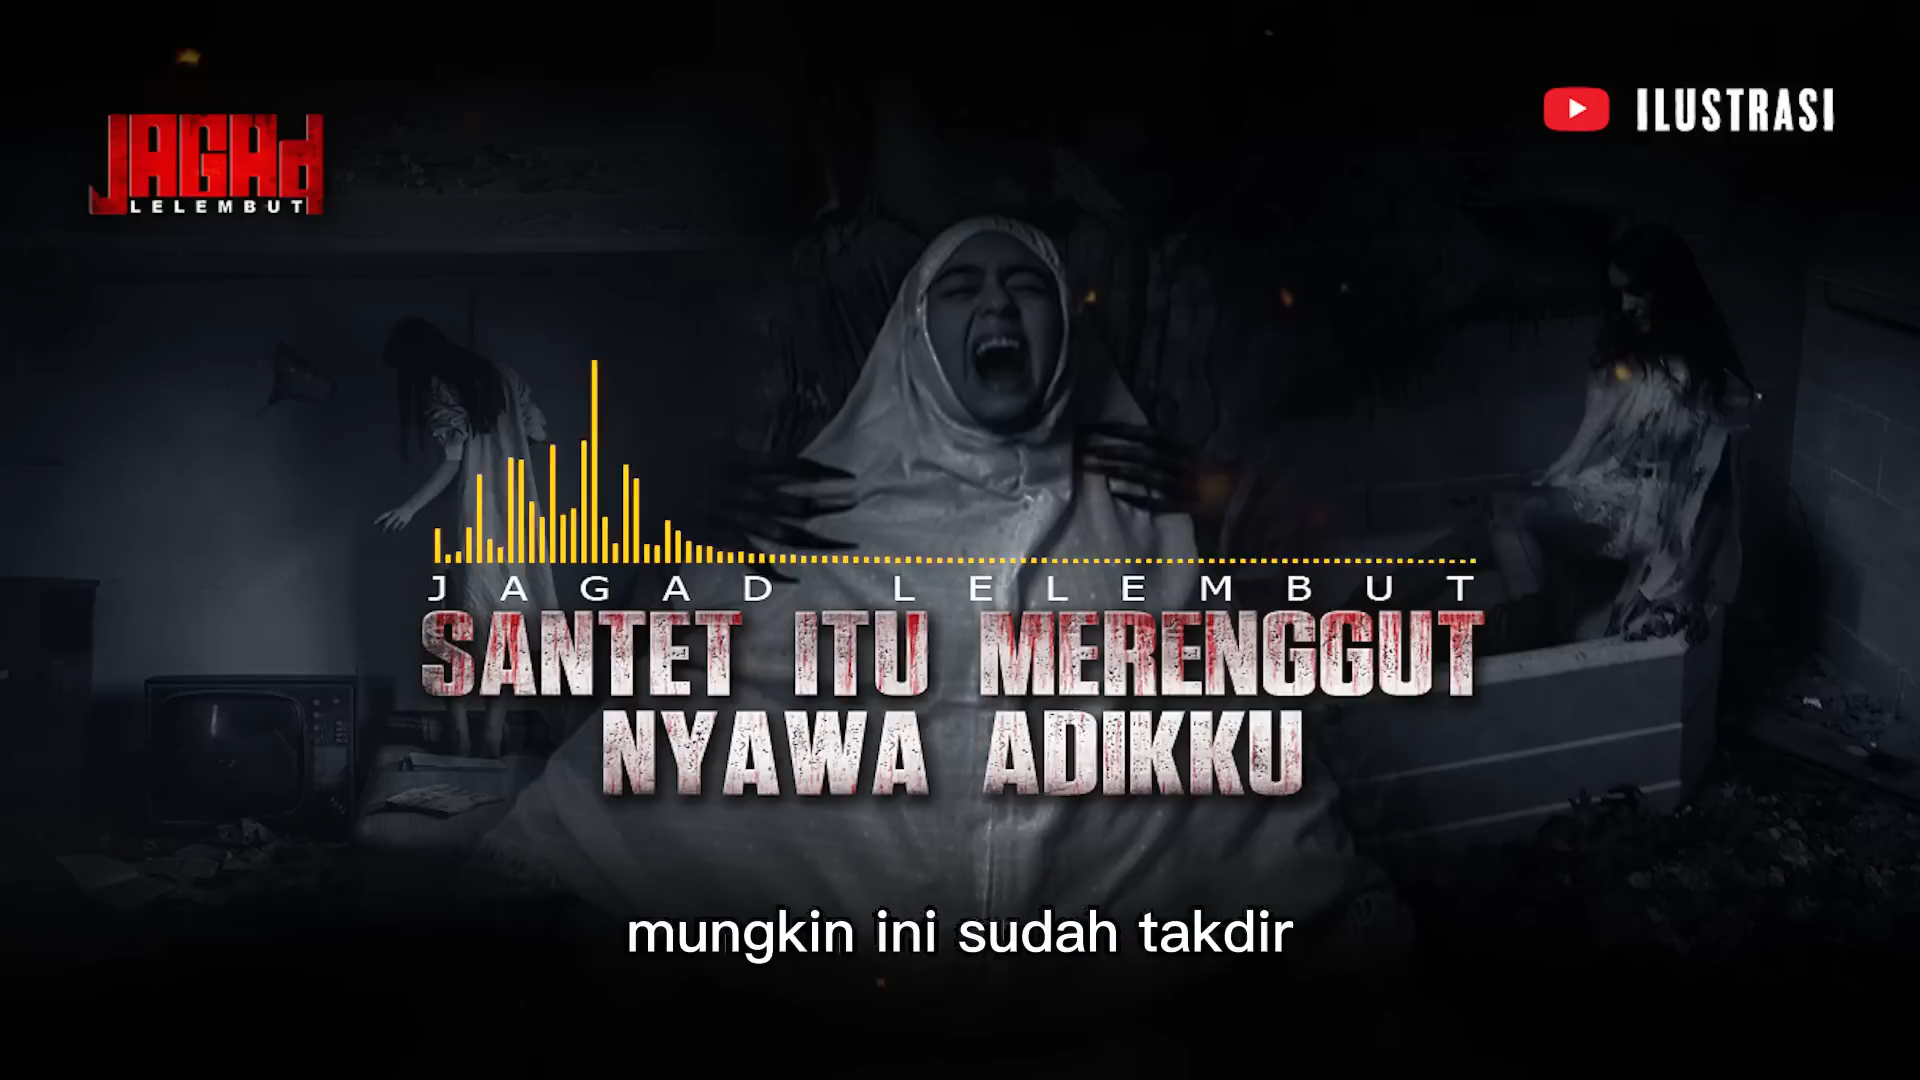 JAGAd
LELEMBUT
ILUSTRASI
JAGAD LELEMBUT
SANTET ITU MERENGGUT
NYAWA ADIKKU
mungkin ini sudah takdir